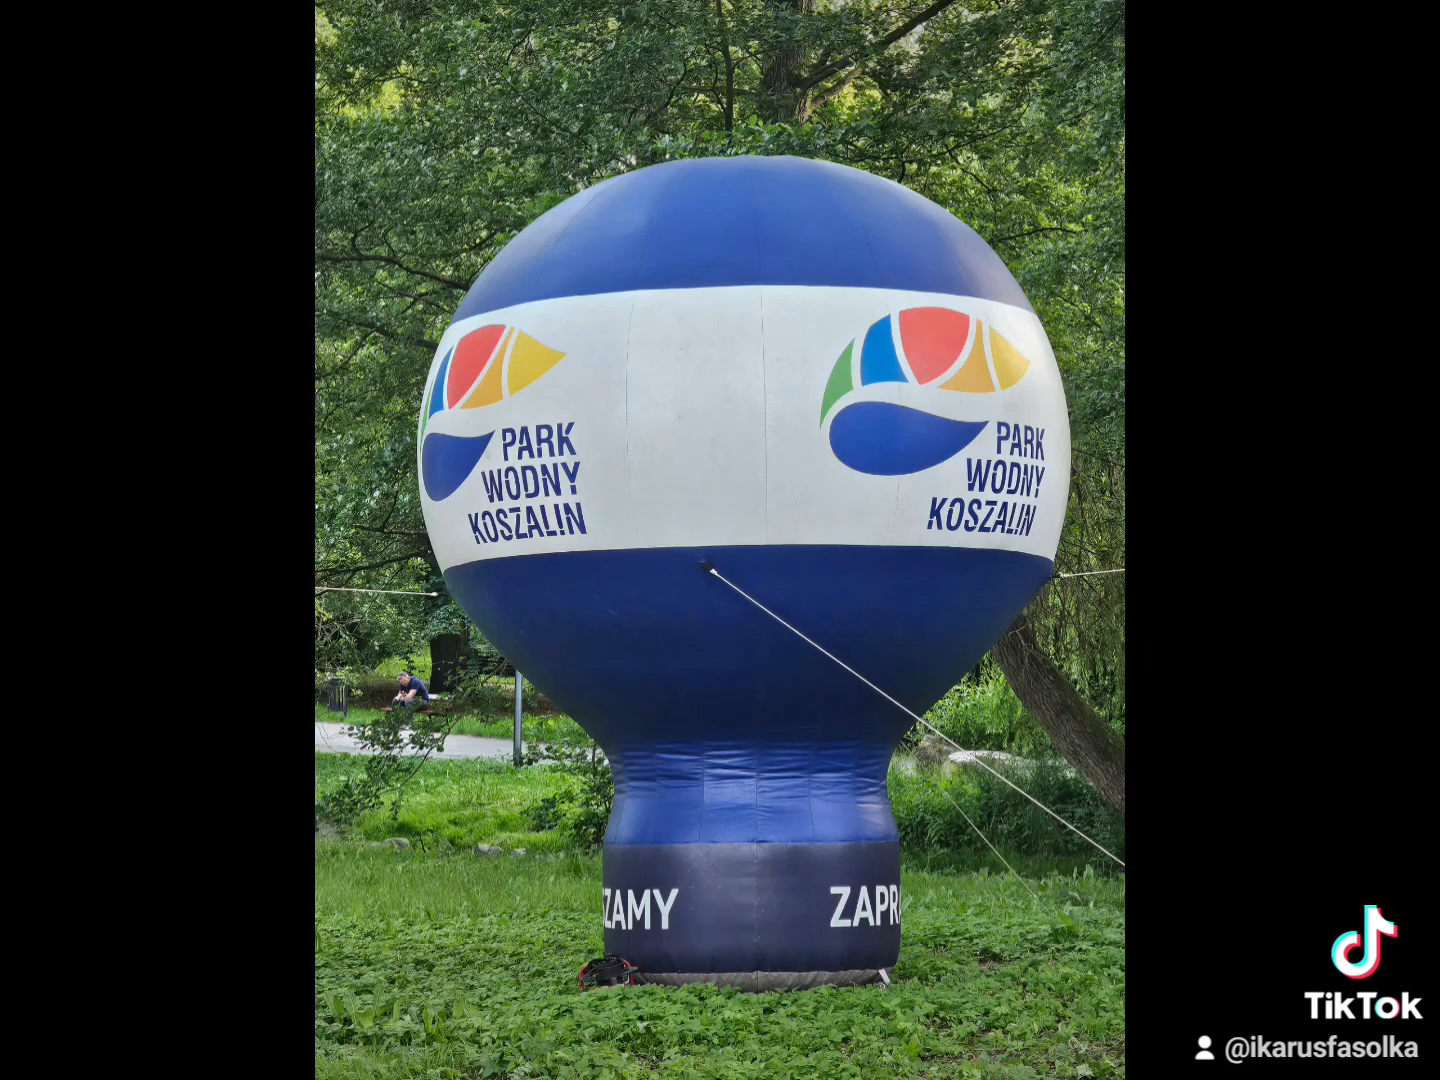 PARK
WODNY
KOSZALIN
PARK
WODNY
KOSZALIN
ZAMY
ZAPR
TikTok
@ikarusfasolka